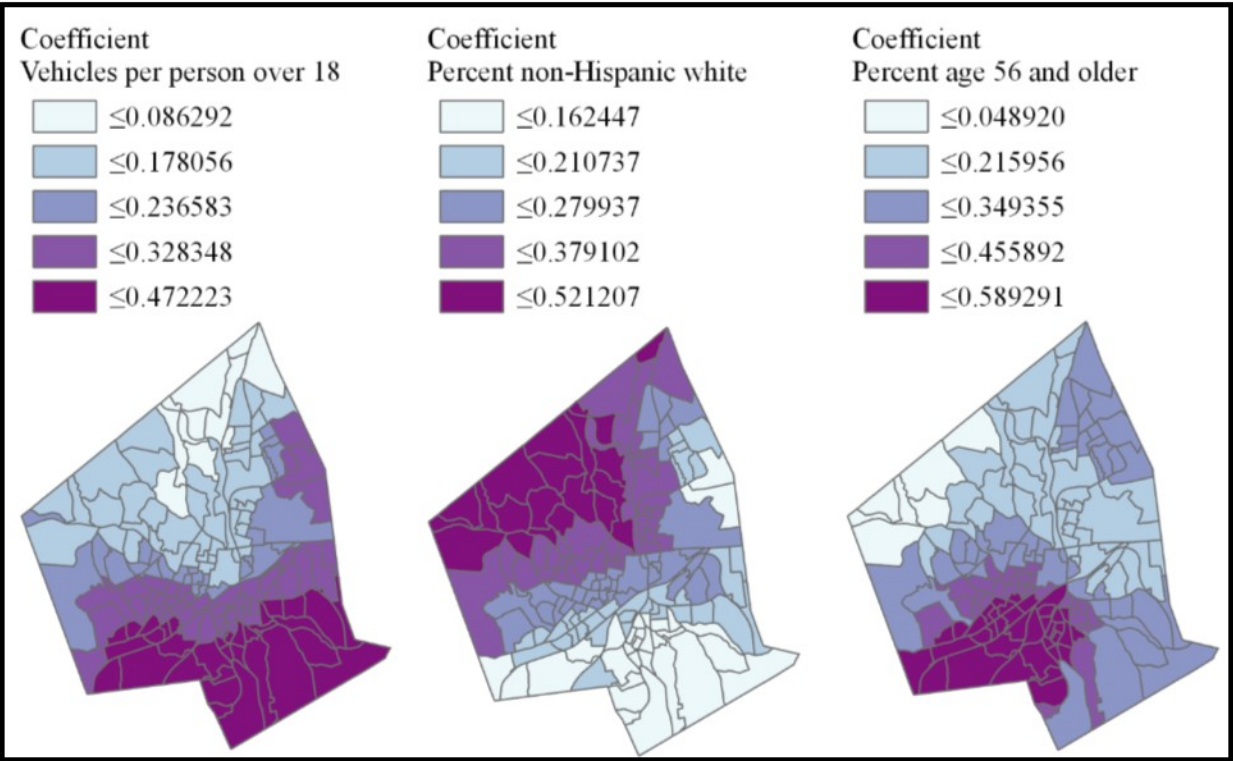 Coefficient
Vehicles per person over 18
≤0.086292
≤0.178056
≤0.236583
≤0.328348
≤0.472223
Coefficient
Percent non-Hispanic white
≤0.162447
≤0.210737
≤0.279937
≤0.379102
≤0.521207
Coefficient
Percent age 56 and older
≤0.048920
≤0.215956
≤0.349355
≤0.455892
≤0.589291